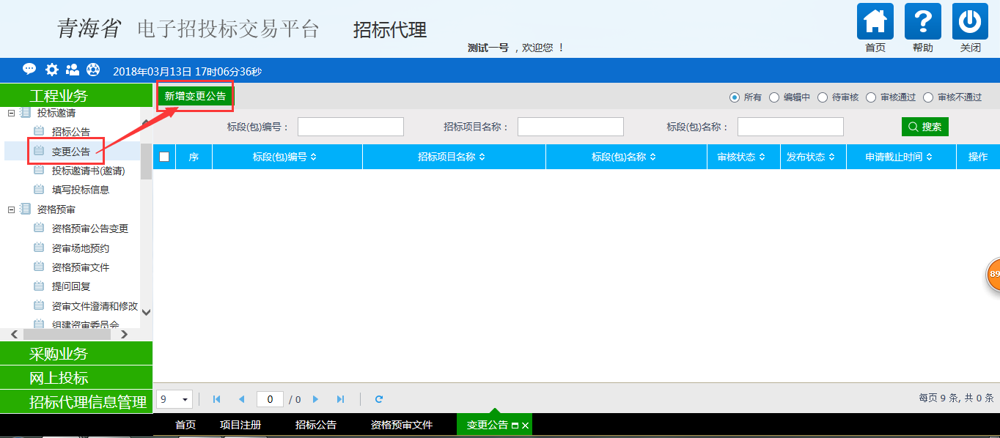 青海省 电子招投标交易平台 招标代理
测试一号 ，欢迎您 ！
首页 帮助 关闭
2018年03月13日 17时06分36秒
工程业务
投标邀请
招标公告
变更公告
投标邀请书(邀请)
填写投标信息
资格预审
资格预审公告变更
资审场地预约
资格预审文件
提问回复
资审文件澄清和修改
组建资审委员会
采购业务
网上投标
招标代理信息管理
新增变更公告
所有 编辑中 待审核 审核通过 审核不通过
标段(包)编号： 招标项目名称： 标段(包)名称： 搜索
序 标段(包)编号 招标项目名称 标段(包)名称 审核状态 发布状态 申请截止时间 操作
89
9 0 / 0 每页 9 条, 共 0 条
首页 项目注册 招标公告 资格预审文件 变更公告